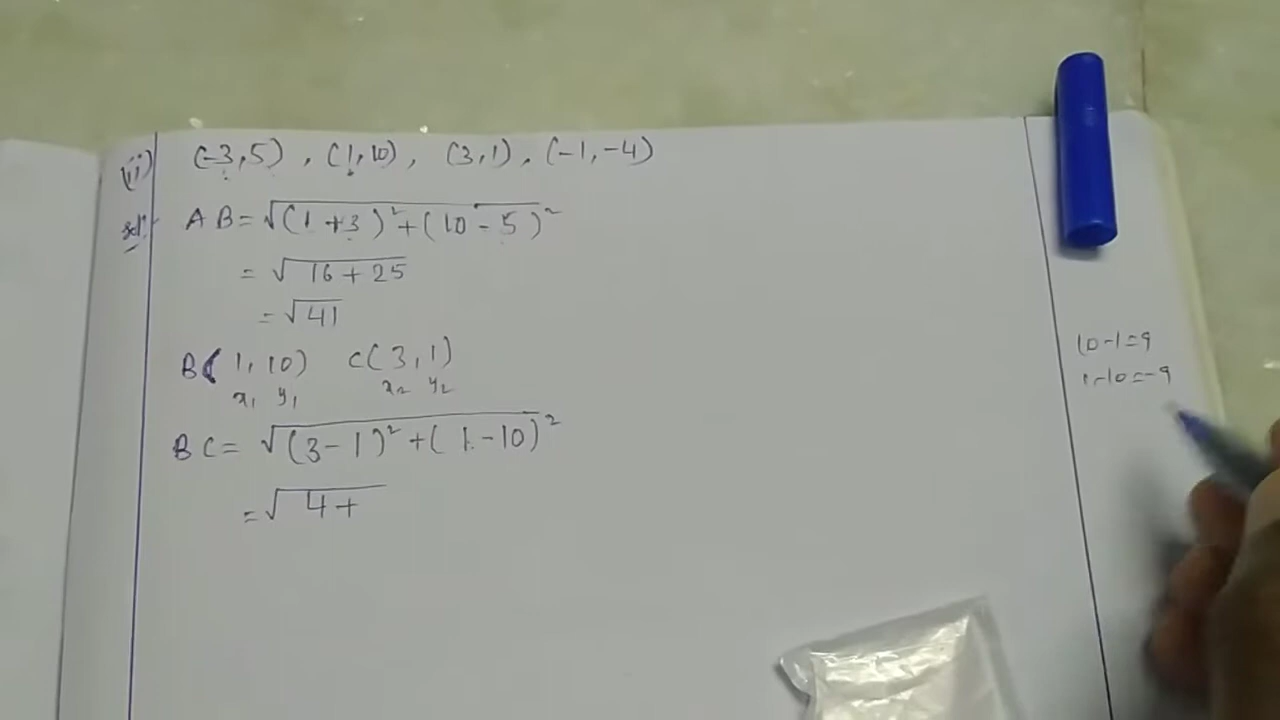 (ii) (-3,5) , (1,10) , (3,1) , (-1,-4)
sol: AB = √(1+3)² + (10-5)²
= √16+25
= √41
B(1,10) C(3,1)
x₁ y₁ x₂ y₂
BC = √(3-1)² + (1-10)²
= √4+
10-1=9
1-10=-9